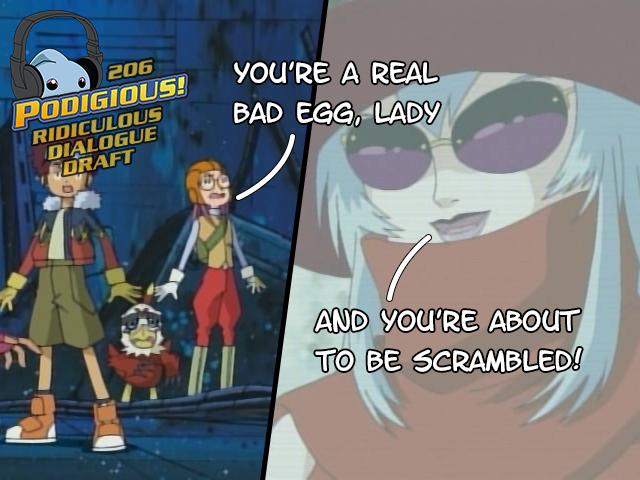 206
PODIGIOUS!
RIDICULOUS
DIALOGUE
DRAFT
YOU'RE A REAL
BAD EGG, LADY
AND YOU'RE ABOUT
TO BE SCRAMBLED!